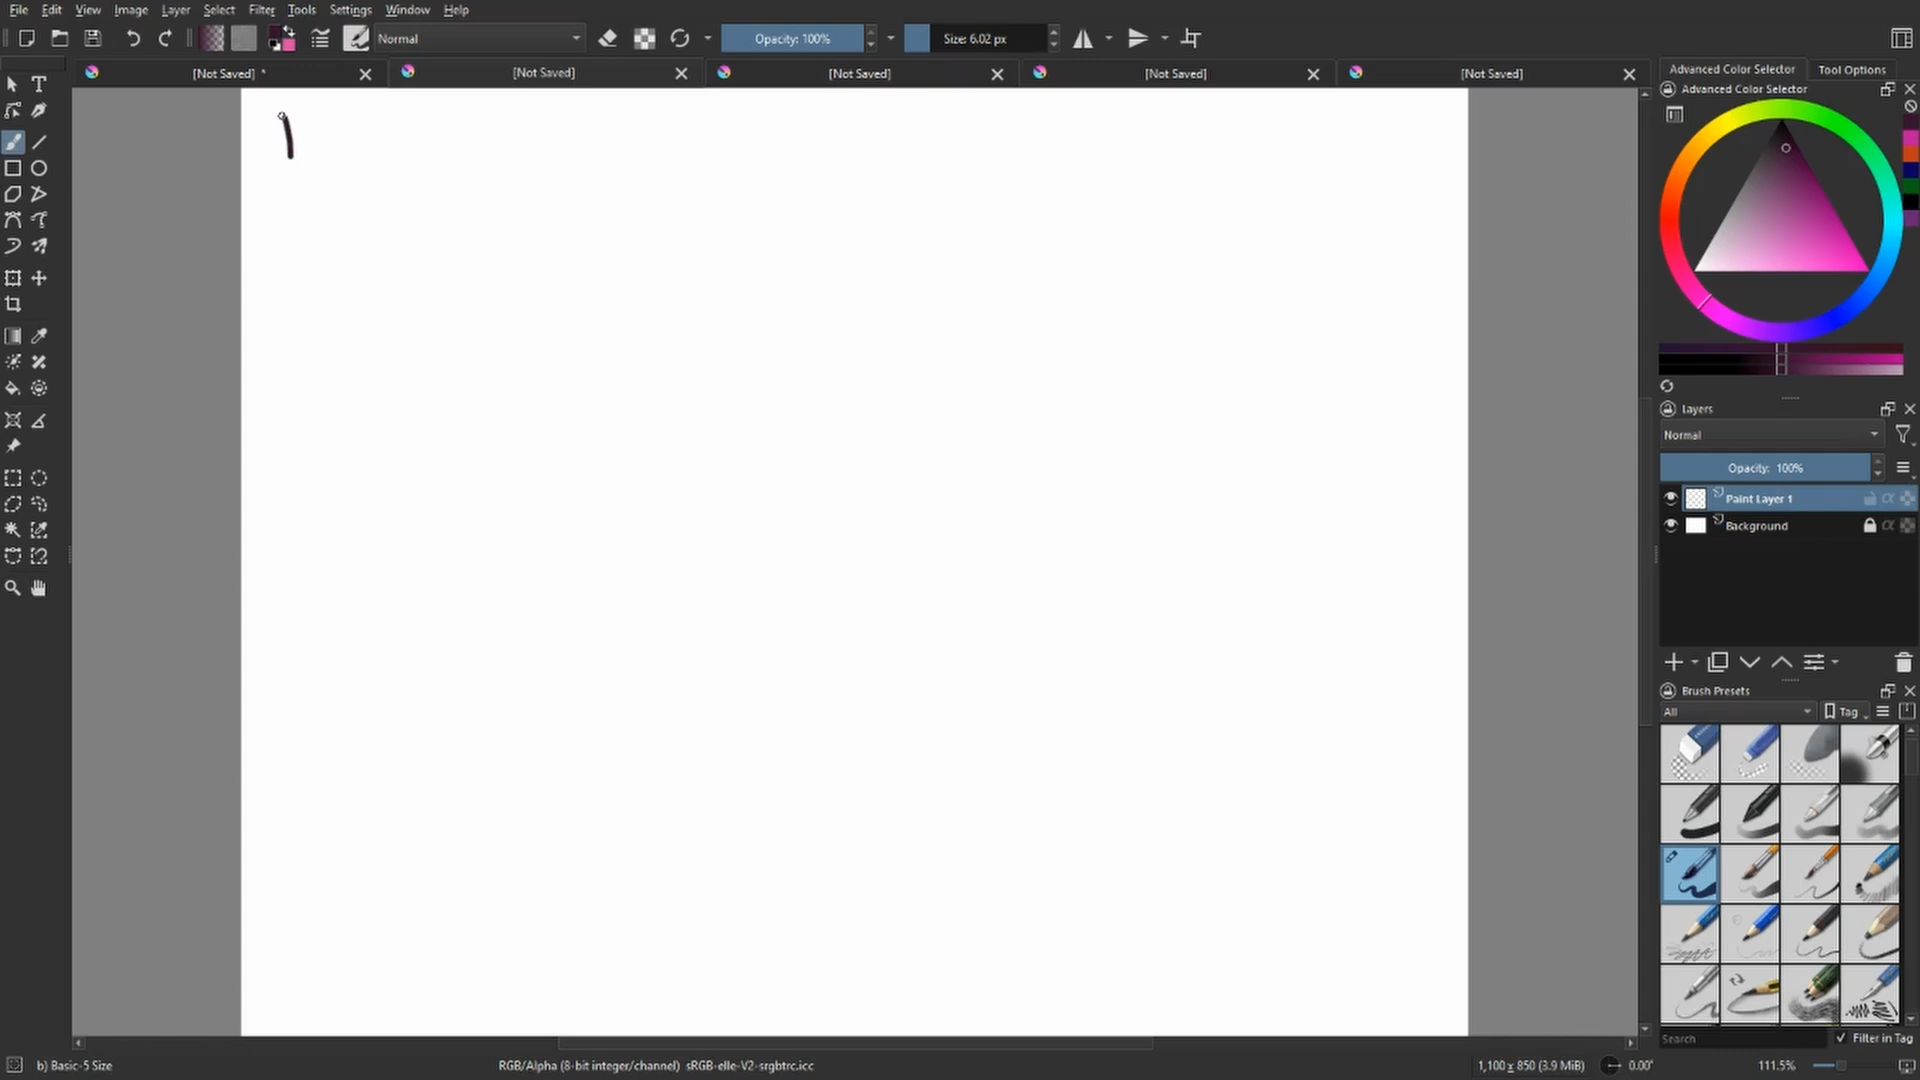 File Edit View Image Layer Select Filter Tools Settings Window Help
Normal Opacity: 100% Size: 6.02 px
[Not Saved] * [Not Saved] [Not Saved] [Not Saved] [Not Saved]
Advanced Color Selector Tool Options
Advanced Color Selector
Layers
Normal
Opacity: 100%
Paint Layer 1
Background
Brush Presets
All Tag
Search Filter in Tag
b) Basic-5 Size RGB/Alpha (8-bit integer/channel) sRGB-elle-V2-srgbtrc.icc 1,100 x 850 (3.9 MiB) 0.00° 111.5%